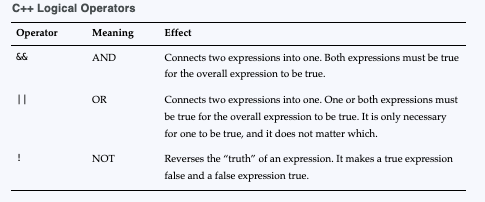 C++ Logical Operators
Operator Meaning Effect
&& AND Connects two expressions into one. Both expressions must be true
for the overall expression to be true.
|| OR Connects two expressions into one. One or both expressions must
be true for the overall expression to be true. It is only necessary
for one to be true, and it does not matter which.
! NOT Reverses the “truth” of an expression. It makes a true expression
false and a false expression true.